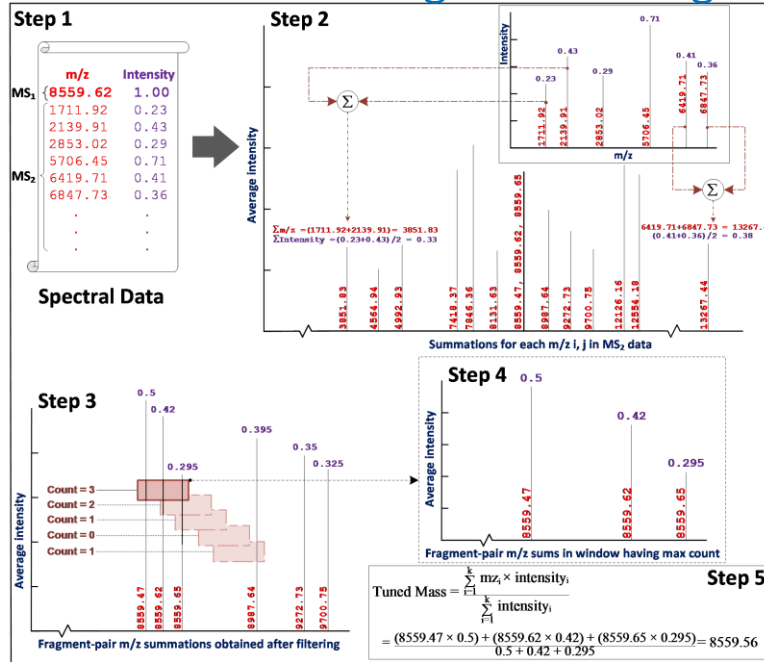 Step 1
m/z Intensity
MS1 8559.62 1.00
1711.92 0.23
2139.91 0.43
2853.02 0.29
MS2 5706.45 0.71
6419.71 0.41
6847.73 0.36
. .
. .
. .
Spectral Data
Step 2
Average intensity
Intensity
0.23
0.43
0.29
0.71
0.41
0.36
1711.92
2139.91
2853.02
5706.45
6419.71
6847.73
m/z
Σ
Σ
Σm/z =(1711.92+2139.91)= 3851.83
ΣIntensity =(0.23+0.43)/2 = 0.33
6419.71+6847.73 = 13267.
(0.41+0.36)/2 = 0.38
3851.83
4564.94
4992.93
7418.37
7846.36
8131.63
8559.47, 8559.62, 8559.65
8987.64
9272.73
9700.75
12126.16
12554.18
13267.44
Summations for each m/z i, j in MS2 data
Step 3
Average intensity
0.5
0.42
0.295
0.395
0.35
0.325
Count = 3
Count = 2
Count = 1
Count = 0
Count = 1
8559.47
8559.62
8559.65
8987.64
9272.73
9700.75
Fragment-pair m/z summations obtained after filtering
Step 4
Average intensity
0.5
0.42
0.295
8559.47
8559.62
8559.65
Fragment-pair m/z sums in window having max count
Step 5
Tuned Mass = ∑_{i=1}^{k} mz_i × intensity_i / ∑_{i=1}^{k} intensity_i
= (8559.47 × 0.5) + (8559.62 × 0.42) + (8559.65 × 0.295) / 0.5 + 0.42 + 0.295 = 8559.56